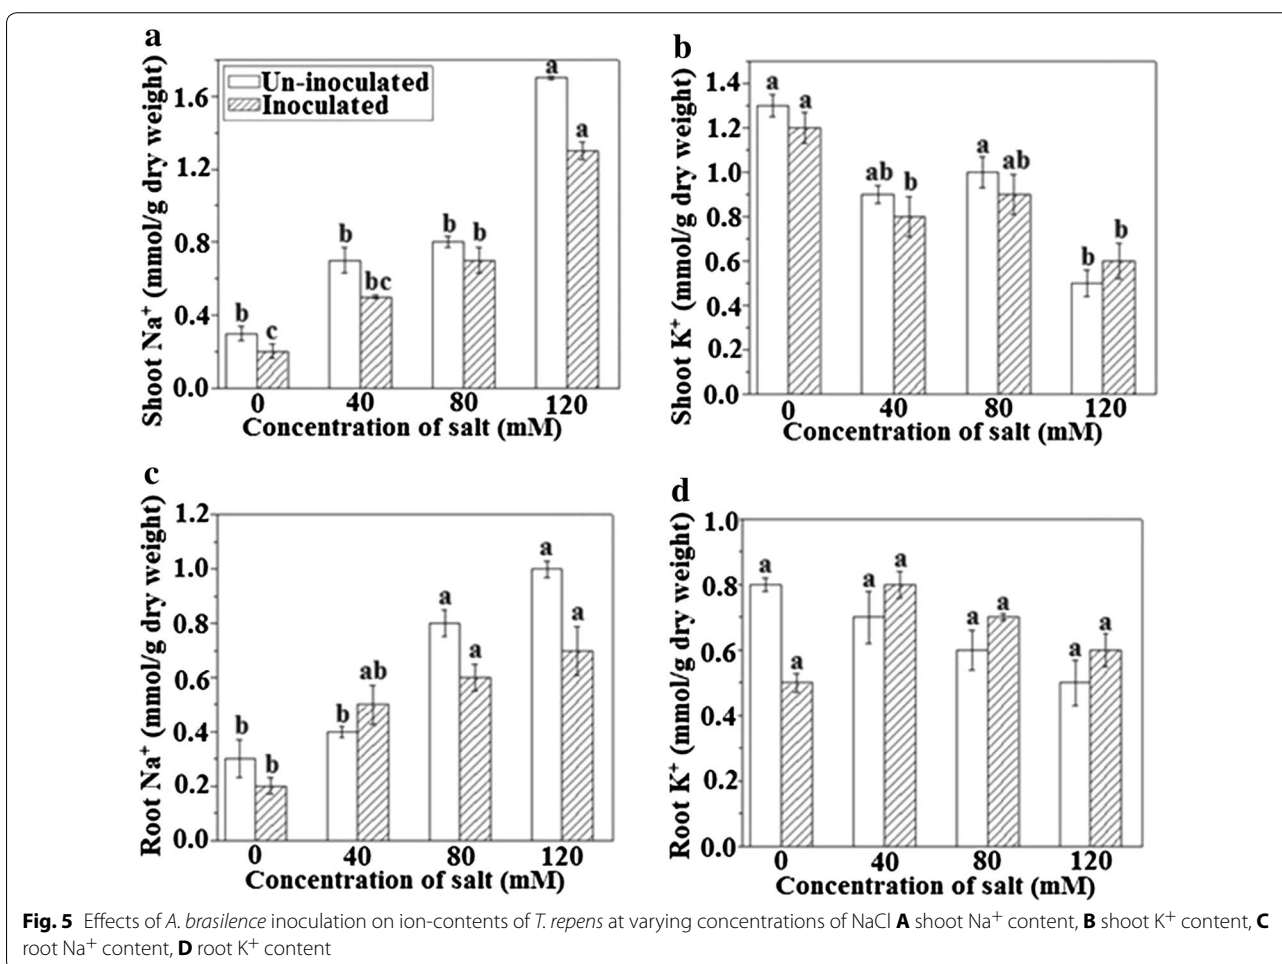 a
Shoot Na+ (mmol/g dry weight)
1.6
1.2
0.8
0.4
0.0
Un-inoculated
Inoculated
b
c
b
bc
b
b
a
a
0
40
80
120
Concentration of salt (mM)
b
Shoot K+ (mmol/g dry weight)
1.4
1.2
1.0
0.8
0.6
0.4
0.2
0.0
a
a
ab
b
a
ab
b
b
0
40
80
120
Concentration of salt (mM)
c
Root Na+ (mmol/g dry weight)
1.2
1.0
0.8
0.6
0.4
0.2
0.0
b
b
b
ab
a
a
a
a
0
40
80
120
Concentration of salt (mM)
d
Root K+ (mmol/g dry weight)
1.0
0.8
0.6
0.4
0.2
0.0
a
a
a
a
a
a
a
a
0
40
80
120
Concentration of salt (mM)
Fig. 5 Effects of A. brasilence inoculation on ion-contents of T. repens at varying concentrations of NaCl A shoot Na+ content, B shoot K+ content, C
root Na+ content, D root K+ content